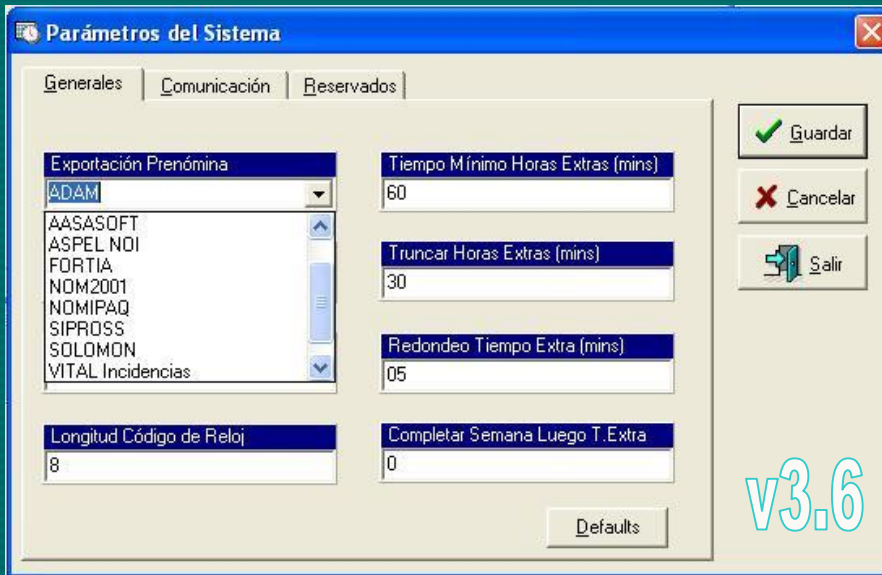 Parámetros del Sistema
Generales
Comunicación
Reservados
Exportación Prenómina
ADAM
AASASOFT
ASPEL NOI
FORTIA
NOM2001
NOMIPAQ
SIPROSS
SOLOMON
VITAL Incidencias
Longitud Código de Reloj
8
Tiempo Mínimo Horas Extras (mins)
60
Truncar Horas Extras (mins)
30
Redondeo Tiempo Extra (mins)
05
Completar Semana Luego T.Extra
0
Defaults
Guardar
Cancelar
Salir
v3.6